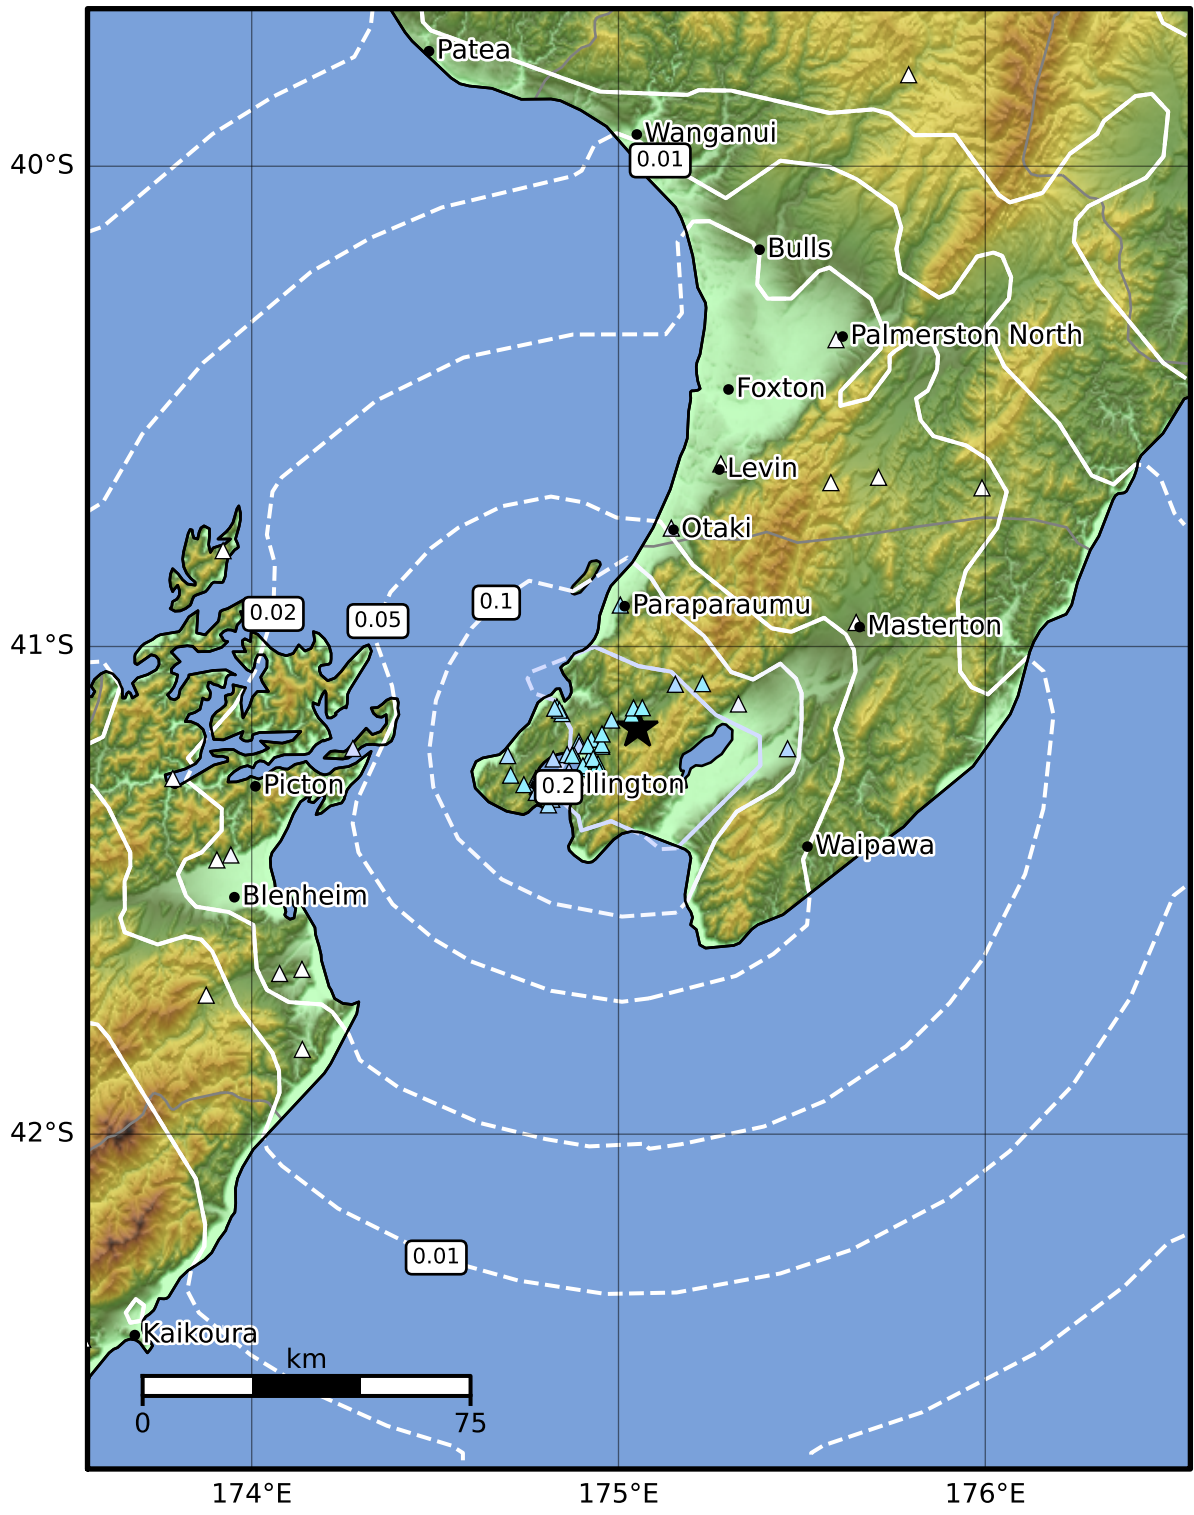 Patea
Wanganui
40°S
0.01
Bulls
Palmerston North
Foxton
Levin
Otaki
0.1
Paraparaumu
0.02
0.05
Masterton
41°S
Picton
0.2
llington
Waipawa
Blenheim
42°S
0.01
Kaikoura
km
0
75
174°E
175°E
176°E